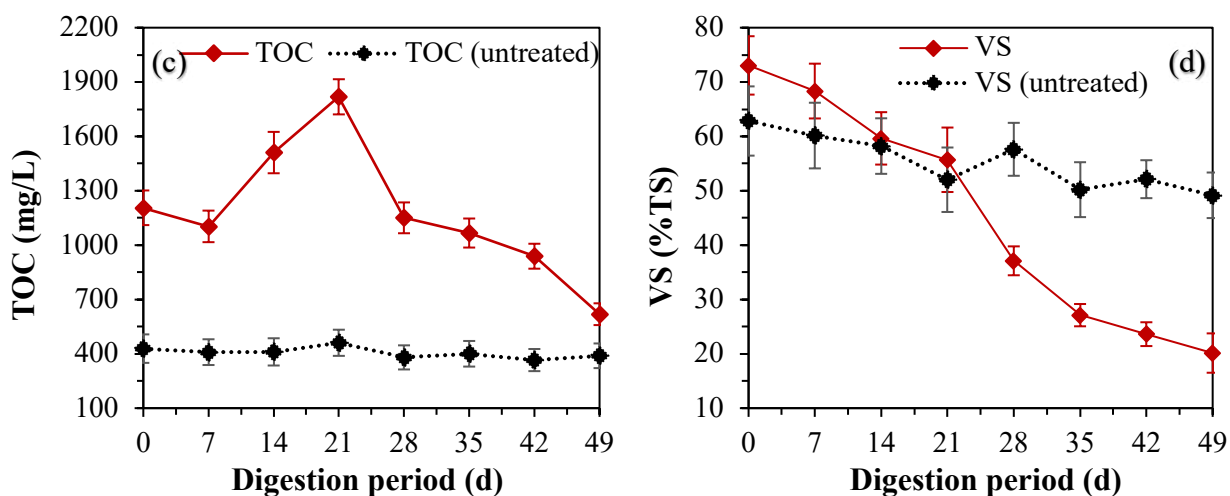 2200
1900
1600
1300
1000
700
400
100
TOC (mg/L)
(c)
TOC
TOC (untreated)
0 7 14 21 28 35 42 49
Digestion period (d)
80
70
60
50
40
30
20
10
VS (%TS)
VS
VS (untreated)
(d)
0 7 14 21 28 35 42 49
Digestion period (d)